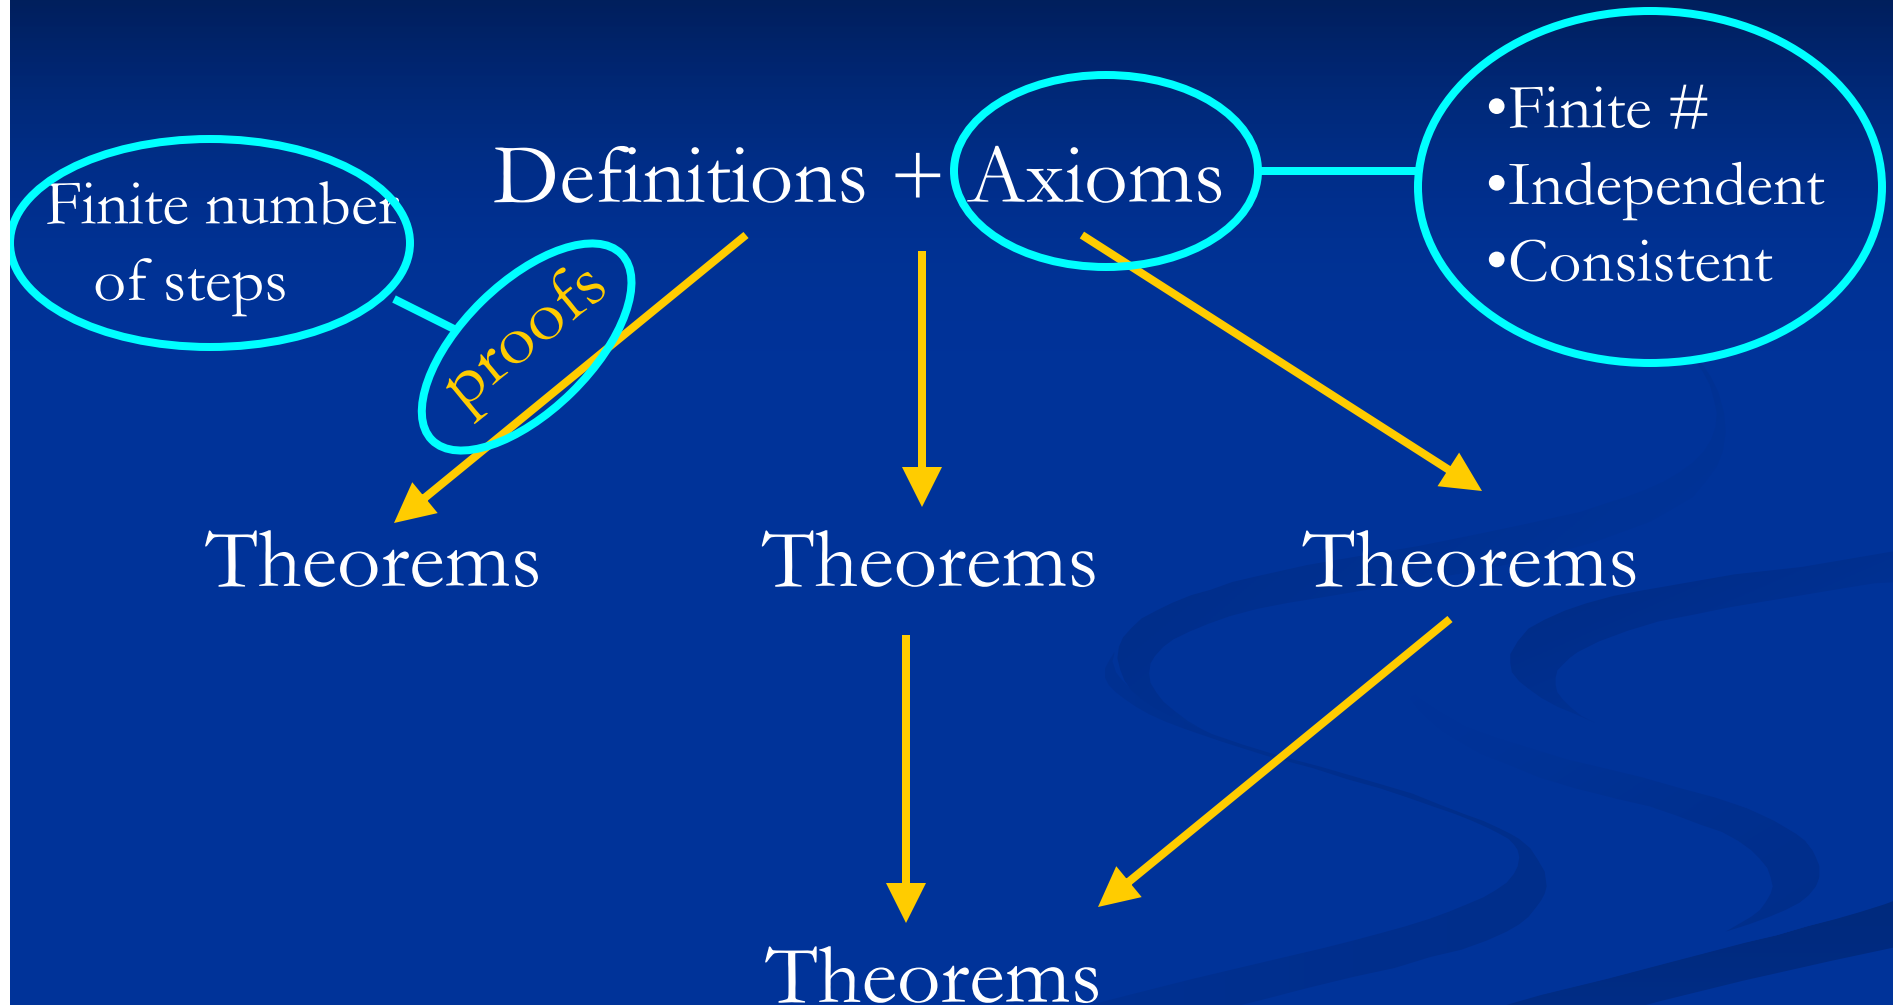 Definitions + Axioms
•Finite #
•Independent
•Consistent
Finite number
of steps
proofs
Theorems
Theorems
Theorems
Theorems